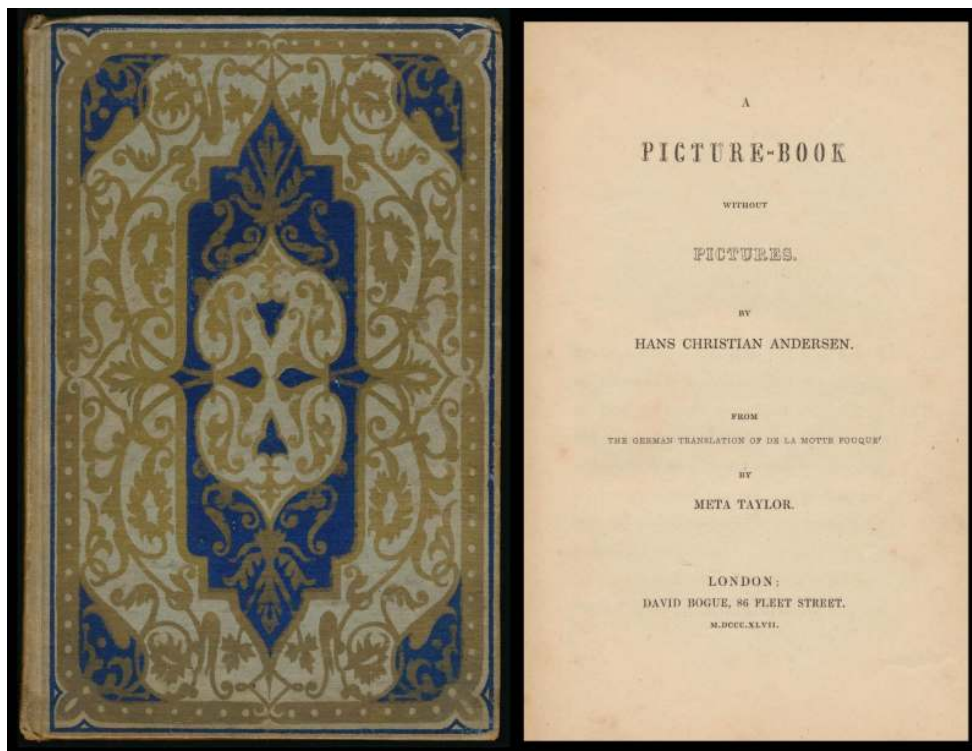 A
PICTURE-BOOK
WITHOUT
PICTURES.
BY
HANS CHRISTIAN ANDERSEN.
FROM
THE GERMAN TRANSLATION OF DE LA MOTTE FOUQUE'
BY
META TAYLOR.
LONDON:
DAVID BOGUE, 86 FLEET STREET.
M.DCCC.XLVII.